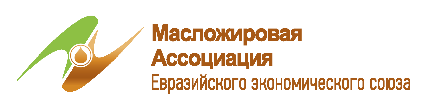 Масложировая
Ассоциация
Евразийского экономического союза